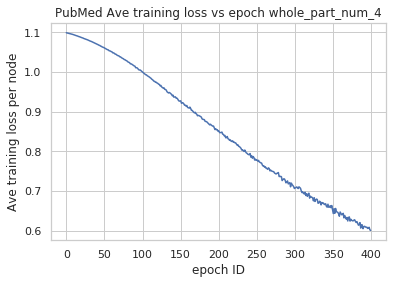 PubMed Ave training loss vs epoch whole_part_num_4
1.1
1.0
0.9
0.8
0.7
0.6
Ave training loss per node
0 50 100 150 200 250 300 350 400
epoch ID